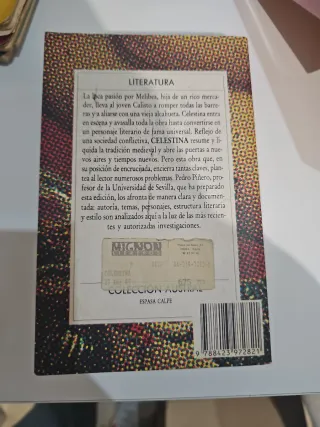 LITERATURA
La loca pasión por Melibea, hija de un rico merca-
der, lleva al joven Calixto a romper todas las barre-
ras y a aliarse con una vieja alcahueta. Celestina entra
en escena y avasalla toda la obra hasta convertirse en
un personaje literario de fama universal. Reflejo de
una sociedad conflictiva, CELESTINA resume y li-
quida la tradición medieval y abre las puertas a nue-
vos aires y tiempos nuevos. Pero esta obra que, en
su posición de encrucijada, encierra tantas claves, plan-
tea al lector numerosos problemas. Pedro Piñero, pro-
fesor de la Universidad de Sevilla, que ha preparado
esta edición, los afronta de manera clara y documen-
tada: autoría, temas, personajes, estructura literaria
y estilo son analizados aquí a la luz de las más recien-
tes y autorizadas investigaciones.
MIGNON
COLECCIÓN AUSTRAL
ESPASA CALPE
9 788423 972821